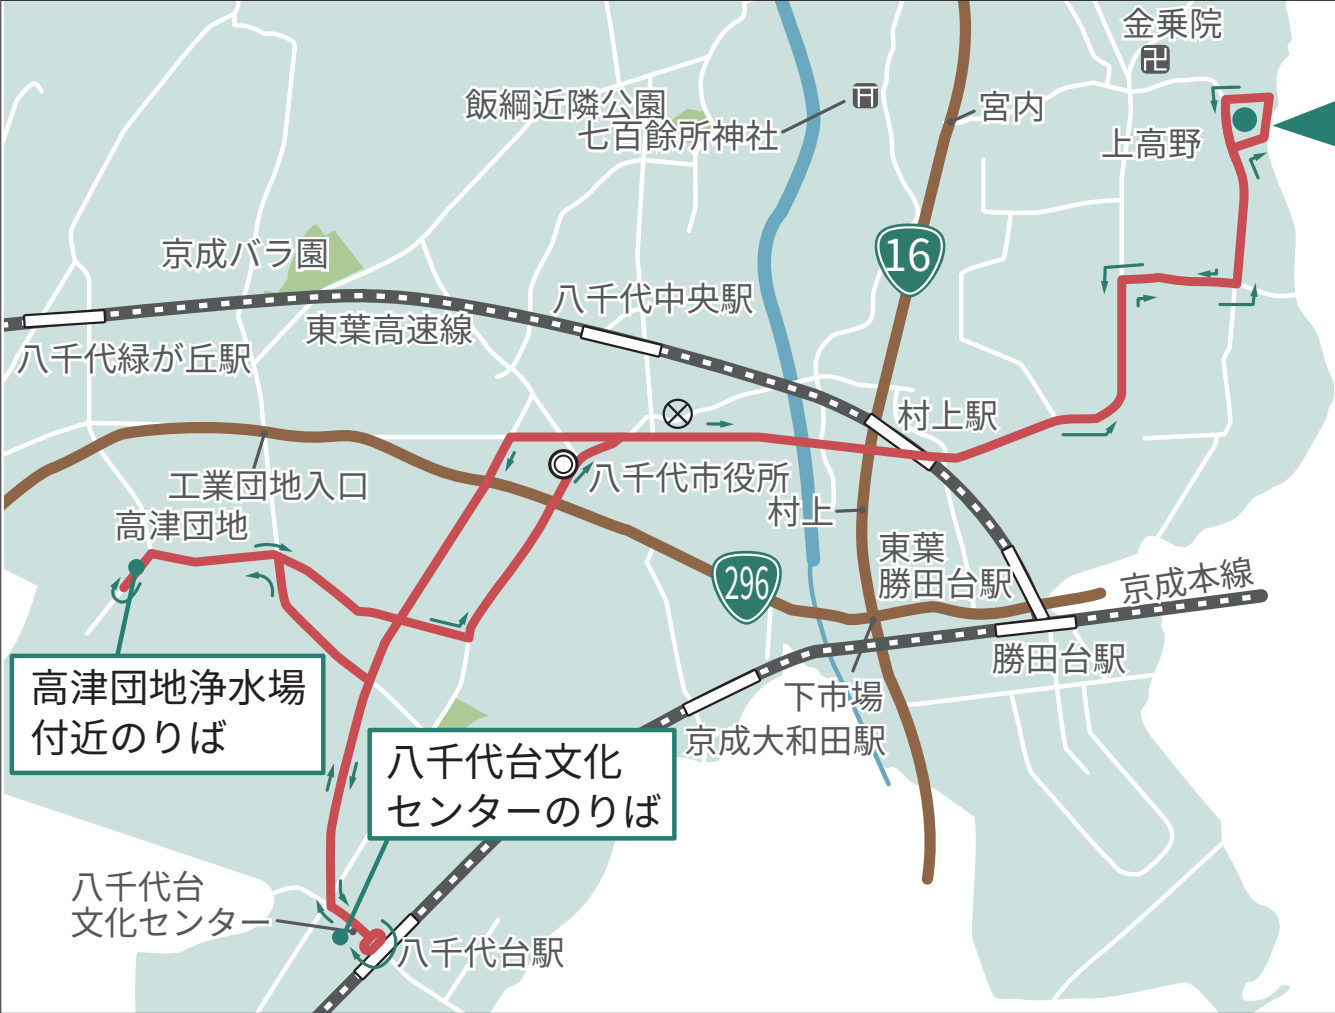 金乗院
飯綱近隣公園
七百餘所神社
宮内
上高野
京成バラ園
16
八千代中央駅
東葉高速線
八千代緑が丘駅
村上駅
工業団地入口
八千代市役所
高津団地
村上
東葉
勝田台駅
296
京成本線
勝田台駅
高津団地浄水場
付近のりば
下市場
京成大和田駅
八千代台文化
センターのりば
八千代台
文化センター
八千代台駅